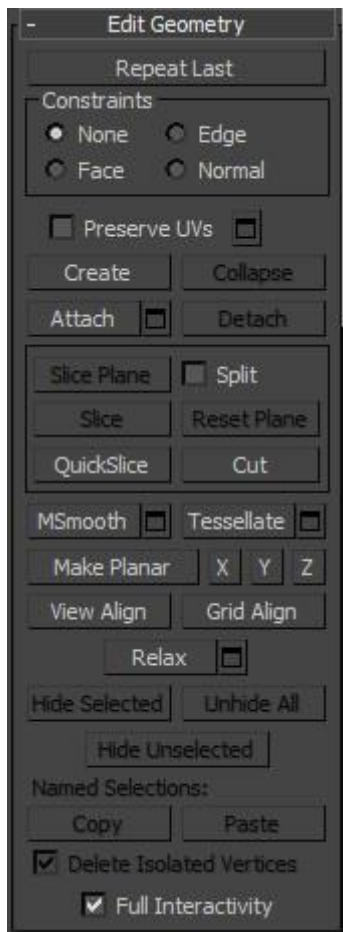 - Edit Geometry
Repeat Last
Constraints
None Edge
Face Normal
Preserve UVs
Create Collapse
Attach Detach
Slice Plane Split
Slice Reset Plane
QuickSlice Cut
MSmooth Tessellate
Make Planar X Y Z
View Align Grid Align
Relax
Hide Selected Unhide All
Hide Unselected
Named Selections:
Copy Paste
Delete Isolated Vertices
Full Interactivity